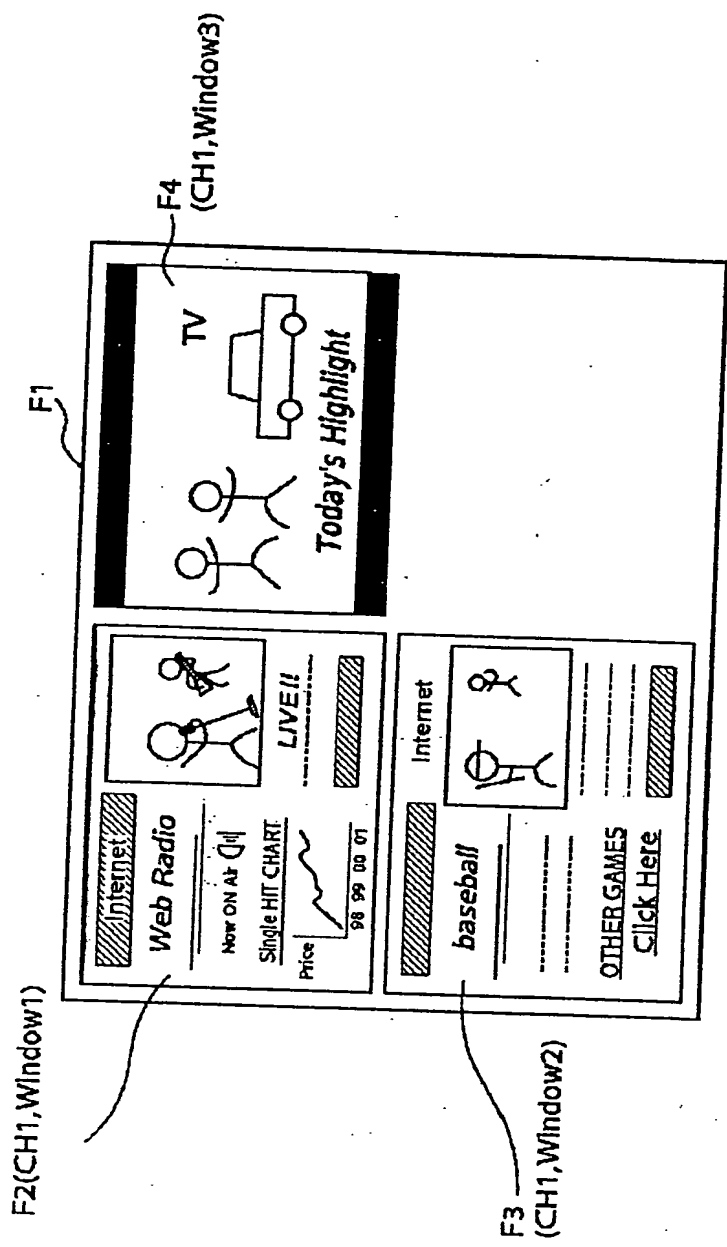 F1
F2(CH1,Window1)
Internet
Web Radio
Now ON Air
Single HIT CHART
Price
98 99 00 01
LIVE!!
F4
(CH1,Window3)
TV
Today's Highlight
F3
(CH1,Window2)
Internet
baseball
OTHER GAMES
Click Here